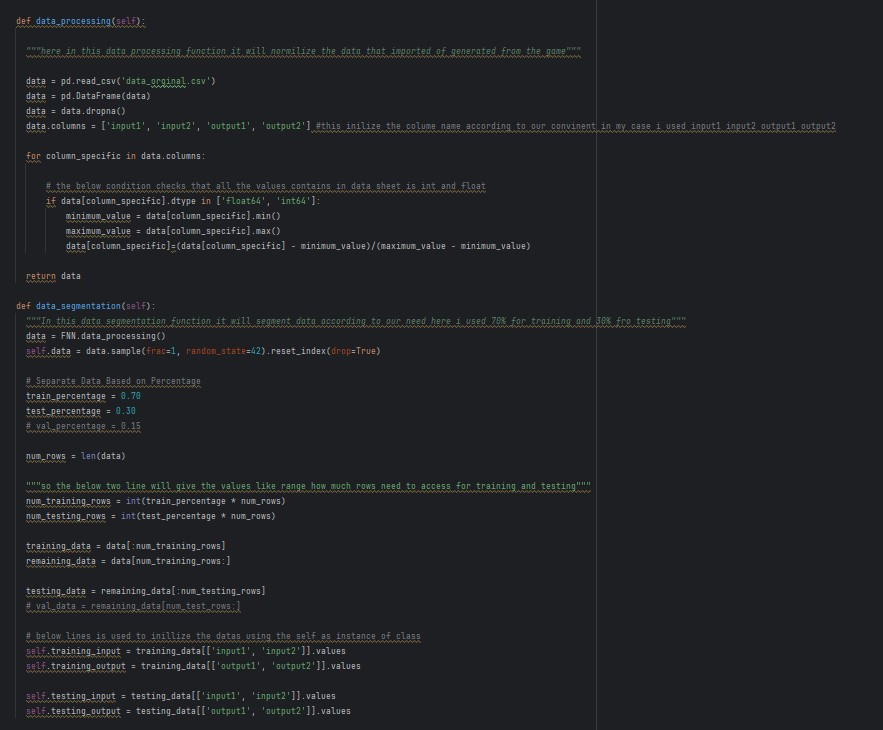 def data_processing(self):
"""here in this data processing function it will normilize the data that imported of generated from the game"""
data = pd.read_csv('data_orginal.csv')
data = pd.DataFrame(data)
data = data.dropna()
data.columns = ['input1', 'input2', 'output1', 'output2'] #this inilize the colume name according to our convinent in my case i used input1 input2 output1 output2
for column_specific in data.columns:
# the below condition checks that all the values contains in data sheet is int and float
if data[column_specific].dtype in ['float64', 'int64']:
minimum_value = data[column_specific].min()
maximum_value = data[column_specific].max()
data[column_specific]=(data[column_specific] - minimum_value)/(maximum_value - minimum_value)
return data
def data_segmentation(self):
"""In this data segmentation function it will segment data according to our need here i used 70% for training and 30% fro testing"""
data = FNN.data_processing()
self.data = data.sample(frac=1, random_state=42).reset_index(drop=True)
# Separate Data Based on Percentage
train_percentage = 0.70
test_percentage = 0.30
# val_percentage = 0.15
num_rows = len(data)
"""so the below two line will give the values like range how much rows need to access for training and testing"""
num_training_rows = int(train_percentage * num_rows)
num_testing_rows = int(test_percentage * num_rows)
training_data = data[:num_training_rows]
remaining_data = data[num_training_rows:]
testing_data = remaining_data[:num_testing_rows]
# val_data = remaining_data[num_test_rows:]
# below lines is used to inillize the datas using the self as instance of class
self.training_input = training_data[['input1', 'input2']].values
self.training_output = training_data[['output1', 'output2']].values
self.testing_input = testing_data[['input1', 'input2']].values
self.testing_output = testing_data[['output1', 'output2']].values